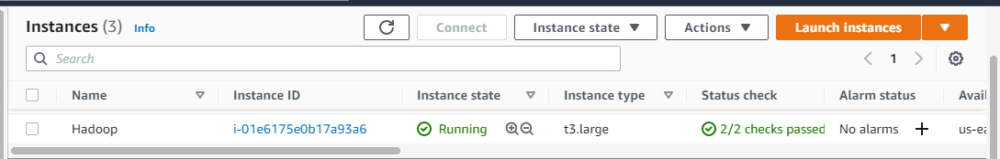 Instances (3) Info Connect Instance state Actions Launch instances
Search 1
Name Instance ID Instance state Instance type Status check Alarm status Avail
Hadoop i-01e6175e0b17a93a6 Running t3.large 2/2 checks passed No alarms + us-ea